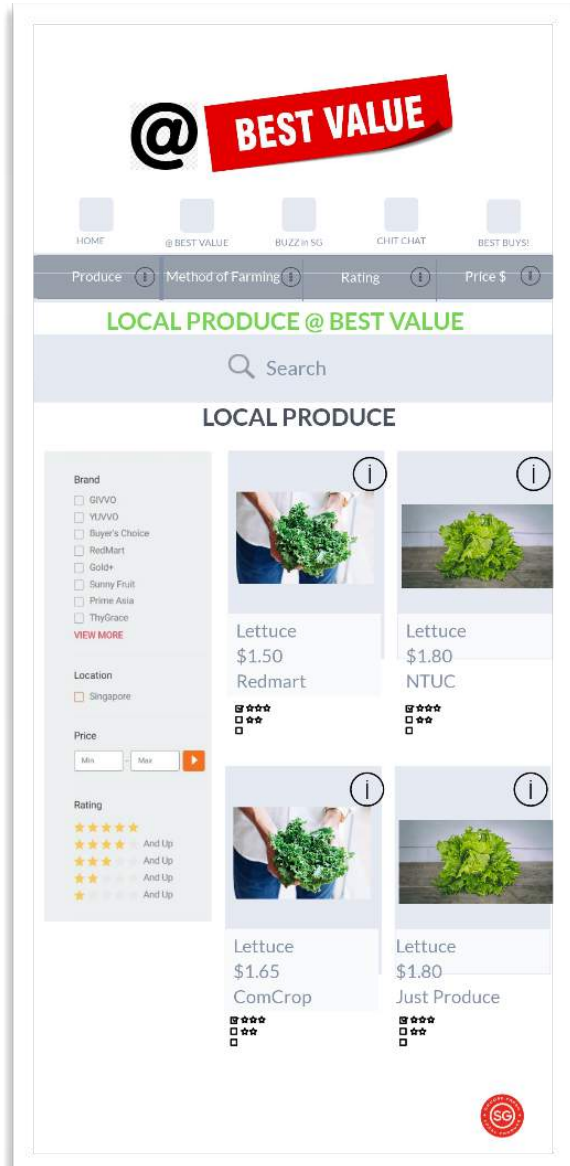 @ BEST VALUE
HOME
@ BEST VALUE
BUZZ in SG
CHIT CHAT
BEST BUYS!
Produce
Method of Farming
Rating
Price $
LOCAL PRODUCE @ BEST VALUE
Search
LOCAL PRODUCE
Brand
GIVVO
YUVVO
Buyer's Choice
RedMart
Gold+
Sunny Fruit
Prime Asia
ThyGrace
VIEW MORE
Location
Singapore
Price
Min - Max
Rating
And Up
And Up
And Up
And Up
i
Lettuce
$1.50
Redmart
i
Lettuce
$1.80
NTUC
i
Lettuce
$1.65
ComCrop
i
Lettuce
$1.80
Just Produce
SG